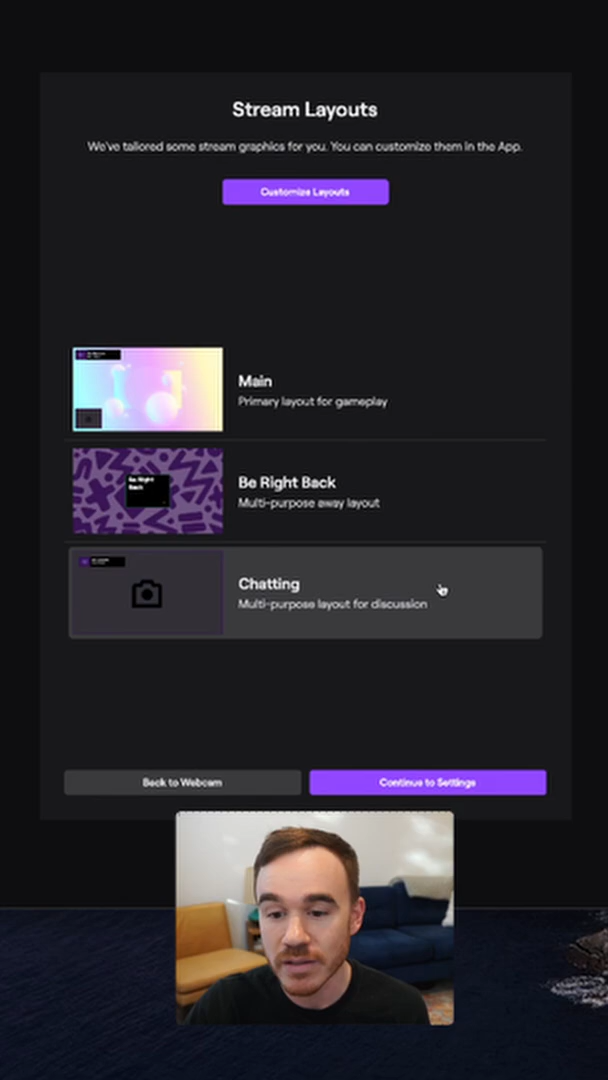 Stream Layouts
We've tailored some stream graphics for you. You can customize them in the App.
Customize Layouts
Main
Primary layout for gameplay
Be Right
Back
Be Right Back
Multi-purpose away layout
Chatting
Multi-purpose layout for discussion
Back to Webcam
Continue to Settings